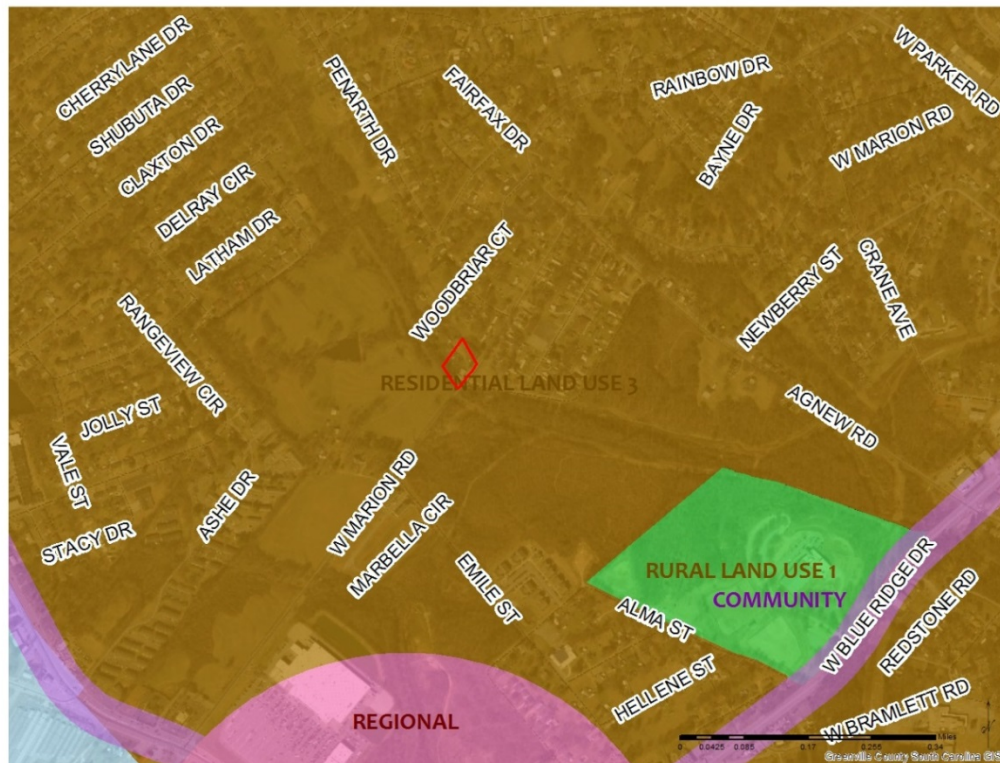 CHERRYLANE DR
SHUBUTA DR
CLAXTON DR
DELRAY CIR
LATHAM DR
PENARTH DR
FAIRFAX DR
RAINBOW DR
BAYNE DR
W PARKER RD
W MARION RD
WOODBRIAR CT
NEWBERRY ST
CRANE AVE
RANGEVIEW CIR
RESIDENTIAL LAND USE 3
JOLLY ST
VALE ST
STACY DR
ASHE DR
W MARION RD
MARBELLA CIR
EMILE ST
AGNEW RD
RURAL LAND USE 1
COMMUNITY
ALMA ST
HELLENE ST
W BLUE RIDGE DR
REDSTONE RD
W BRAMLETT RD
REGIONAL
Miles
0 0.0425 0.085 0.17 0.255 0.34
Greenville County South Carolina GIS